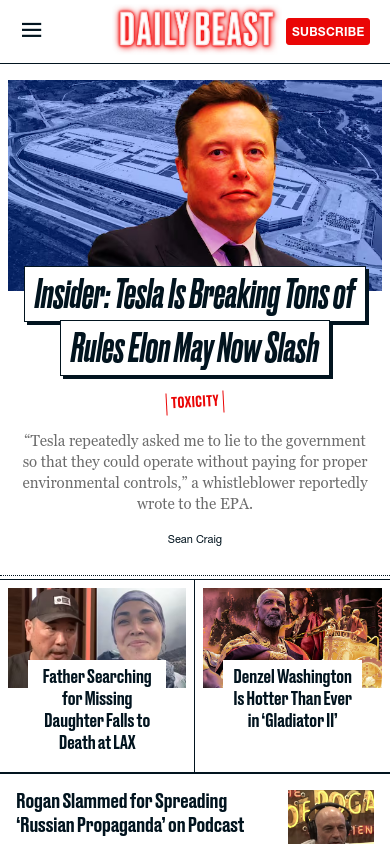 DAILY BEAST
SUBSCRIBE
Insider: Tesla Is Breaking Tons of
Rules Elon May Now Slash
TOXICITY
“Tesla repeatedly asked me to lie to the government
so that they could operate without paying for proper
environmental controls,” a whistleblower reportedly
wrote to the EPA.
Sean Craig
Father Searching
for Missing
Daughter Falls to
Death at LAX
Denzel Washington
Is Hotter Than Ever
in ‘Gladiator II’
Rogan Slammed for Spreading
‘Russian Propaganda’ on Podcast